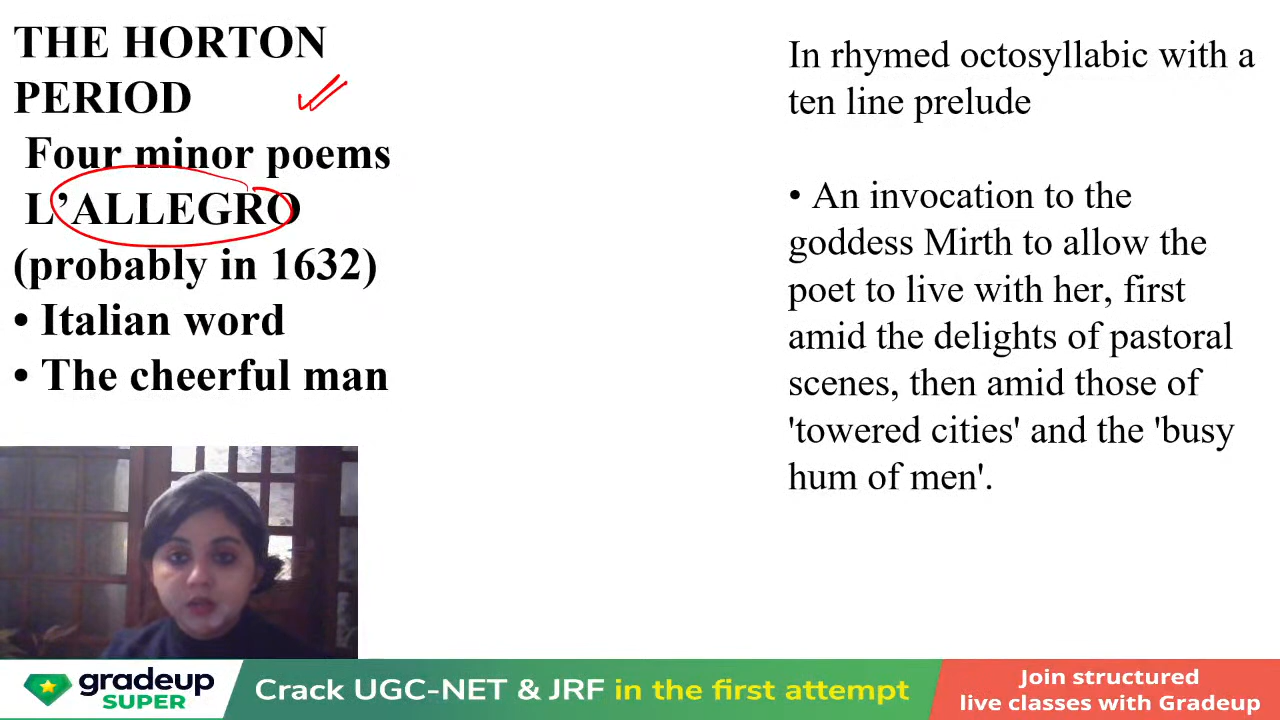 THE HORTON
PERIOD
Four minor poems
L’ALLEGRO
(probably in 1632)
• Italian word
• The cheerful man
In rhymed octosyllabic with a
ten line prelude
• An invocation to the
goddess Mirth to allow the
poet to live with her, first
amid the delights of pastoral
scenes, then amid those of
'towered cities' and the 'busy
hum of men'.
gradeup
SUPER
Crack UGC-NET & JRF in the first attempt
Join structured
live classes with Gradeup